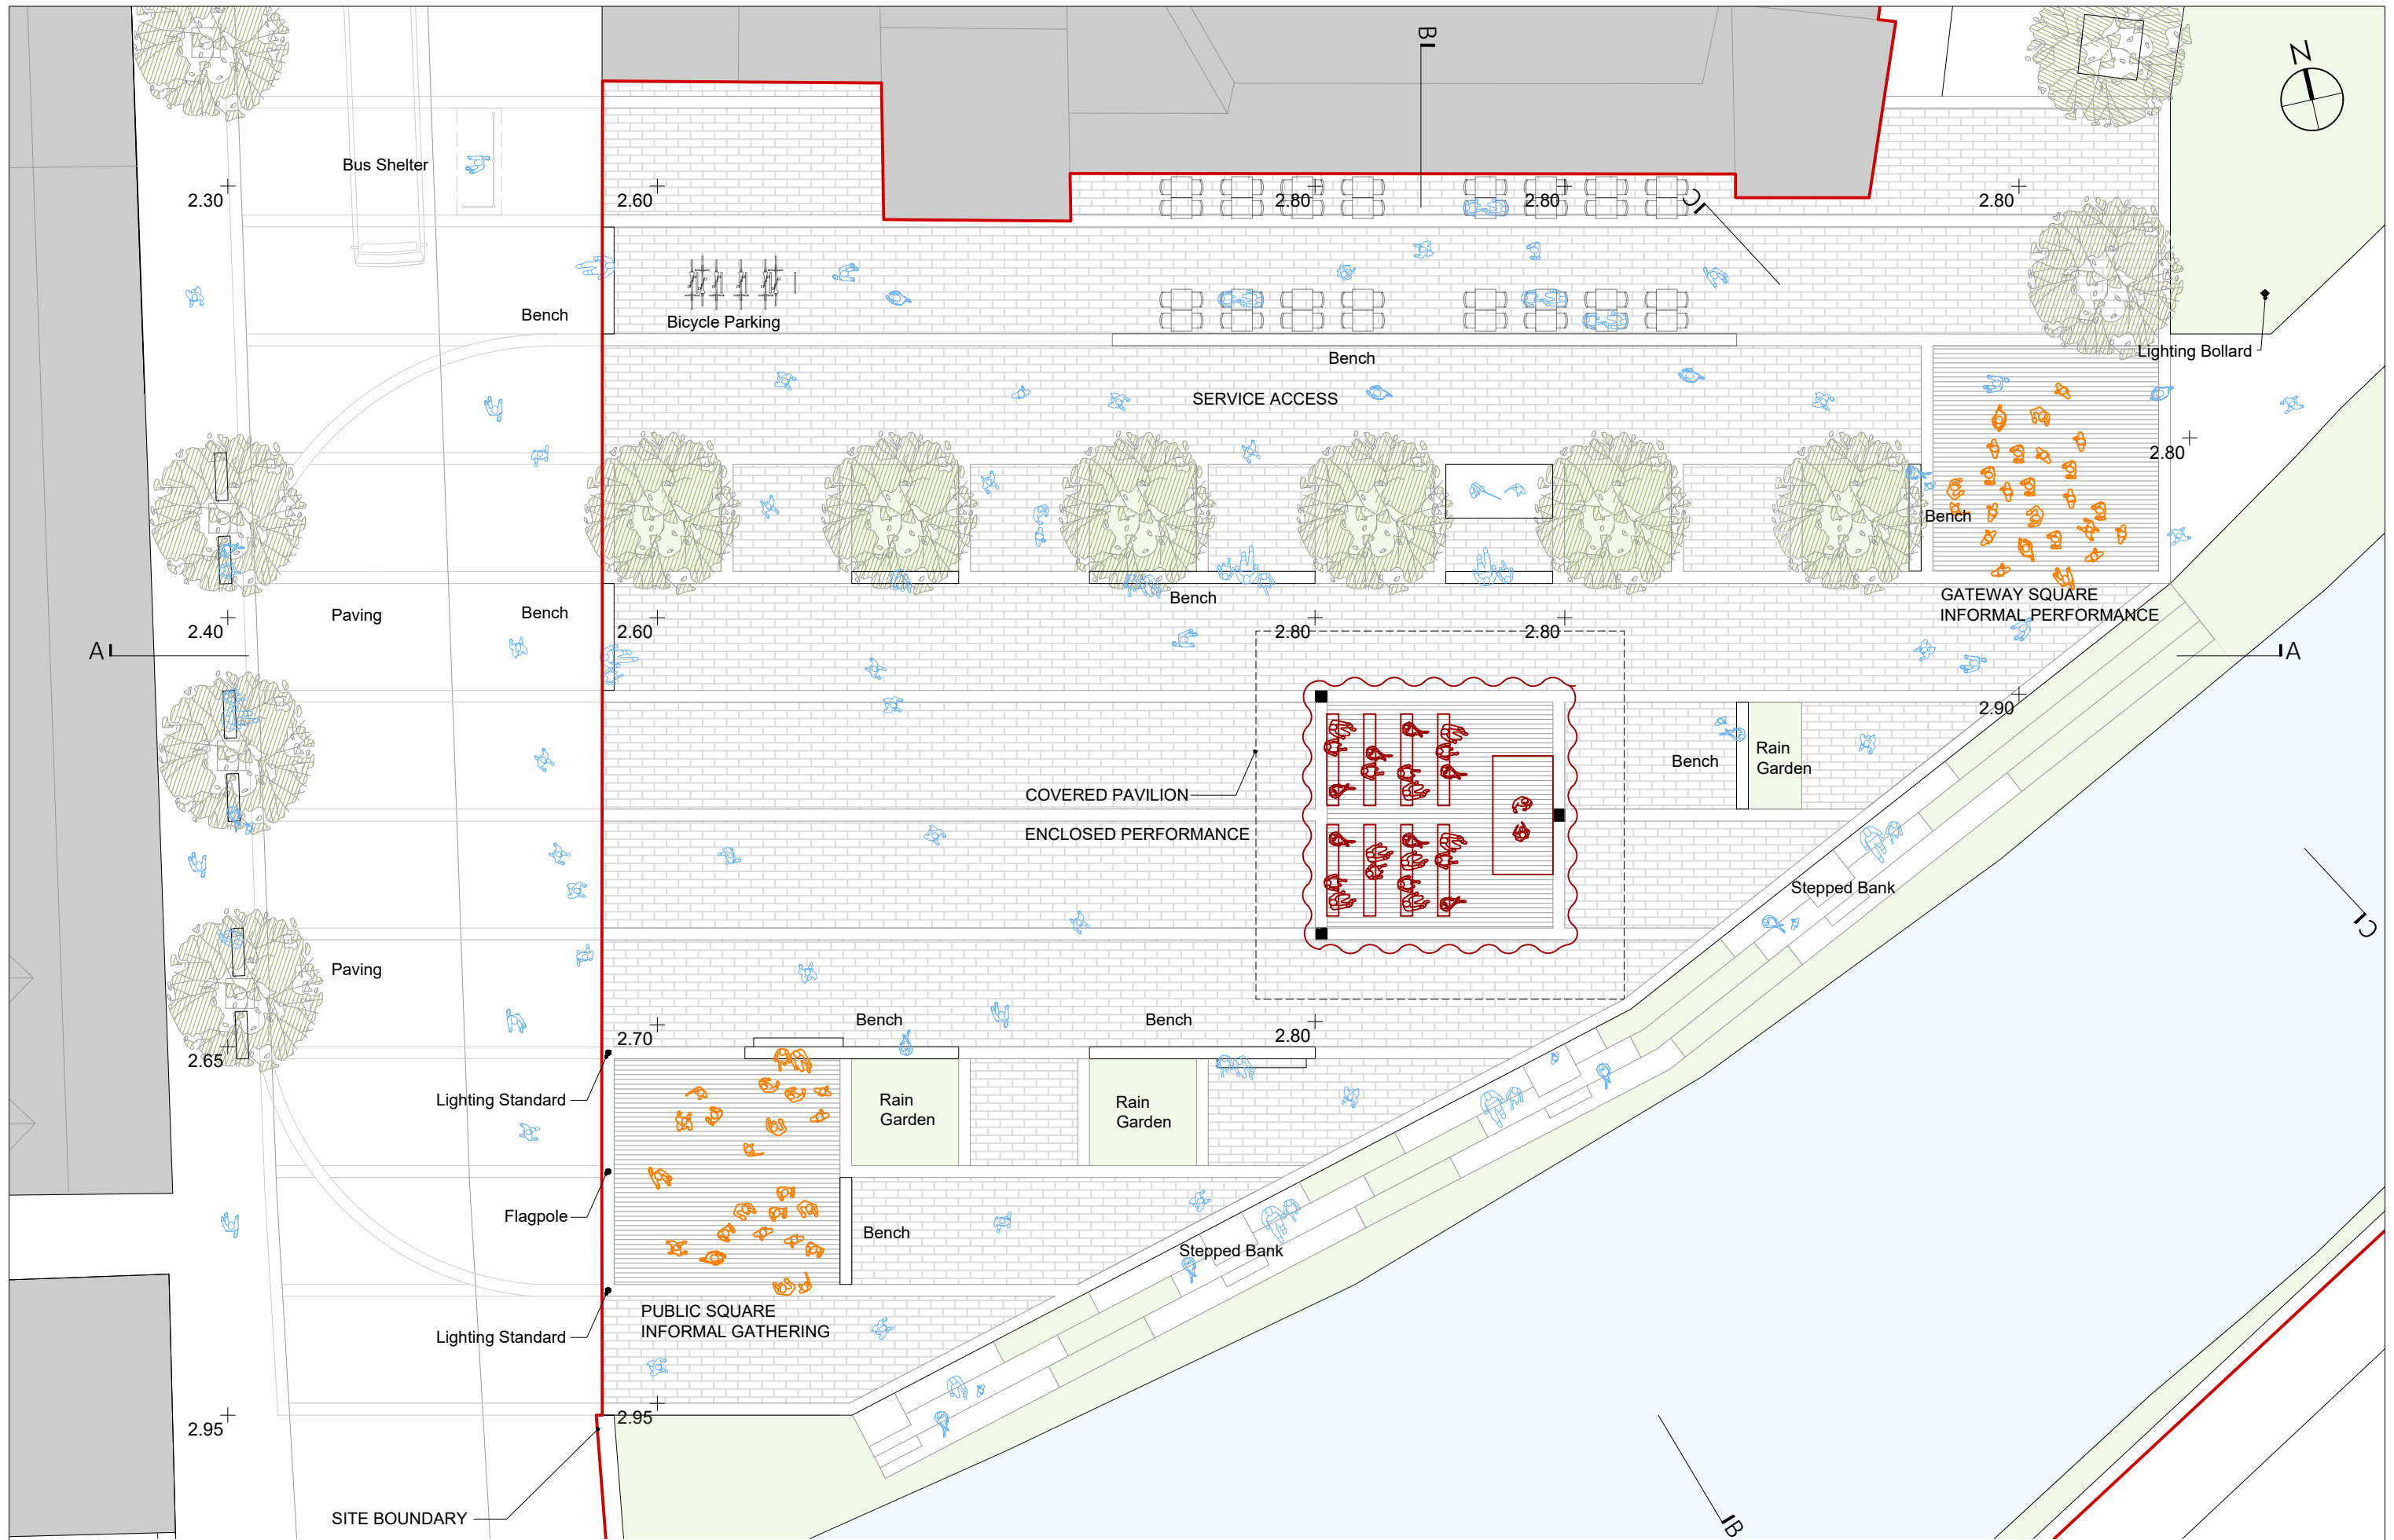 B
N
Bus Shelter
2.30
2.60
2.80
2.80
C
2.80
Bench
Bicycle Parking
Bench
Lighting Bollard
SERVICE ACCESS
2.80
Bench
Bench
GATEWAY SQUARE
INFORMAL PERFORMANCE
Paving
Bench
2.40
2.60
2.80
2.80
A
A
2.90
Bench
Rain
Garden
COVERED PAVILION
ENCLOSED PERFORMANCE
Stepped Bank
C
Paving
Bench
Bench
2.65
2.70
2.80
Lighting Standard
Rain
Garden
Rain
Garden
Flagpole
Bench
Stepped Bank
PUBLIC SQUARE
INFORMAL GATHERING
Lighting Standard
2.95
2.95
SITE BOUNDARY
B